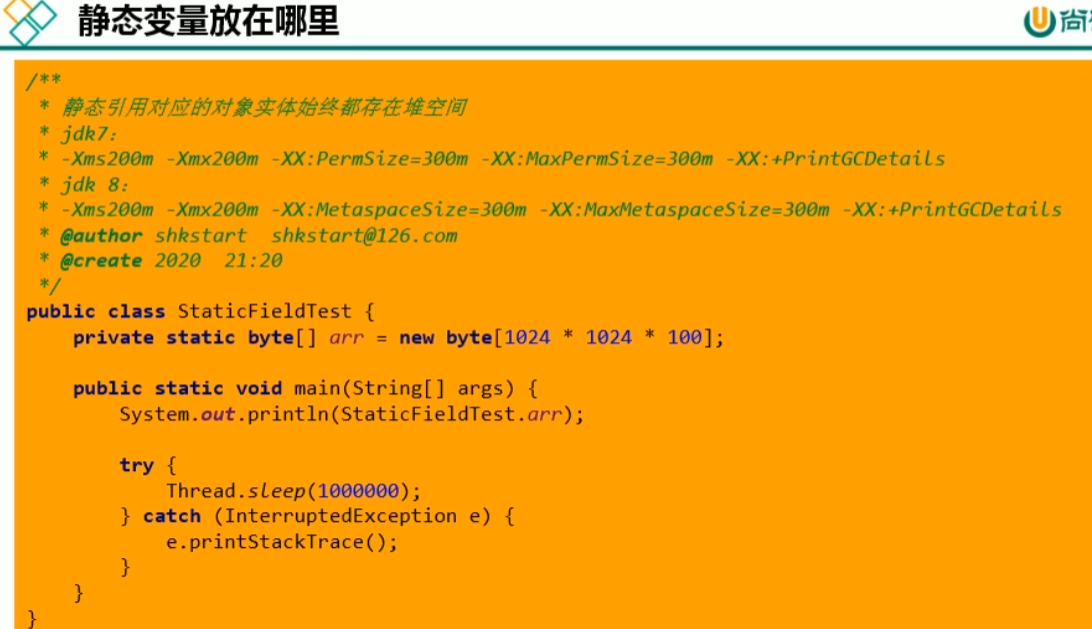 静态变量放在哪里
尚
/**
 * 静态引用对应的对象实体始终都存在堆空间
 * jdk7:
 * -Xms200m -Xmx200m -XX:PermSize=300m -XX:MaxPermSize=300m -XX:+PrintGCDetails
 * jdk 8:
 * -Xms200m -Xmx200m -XX:MetaspaceSize=300m -XX:MaxMetaspaceSize=300m -XX:+PrintGCDetails
 * @author shkstart  shkstart@126.com
 * @create 2020  21:20
 */
public class StaticFieldTest {
    private static byte[] arr = new byte[1024 * 1024 * 100];
    public static void main(String[] args) {
        System.out.println(StaticFieldTest.arr);
        try {
            Thread.sleep(1000000);
        } catch (InterruptedException e) {
            e.printStackTrace();
        }
    }
}